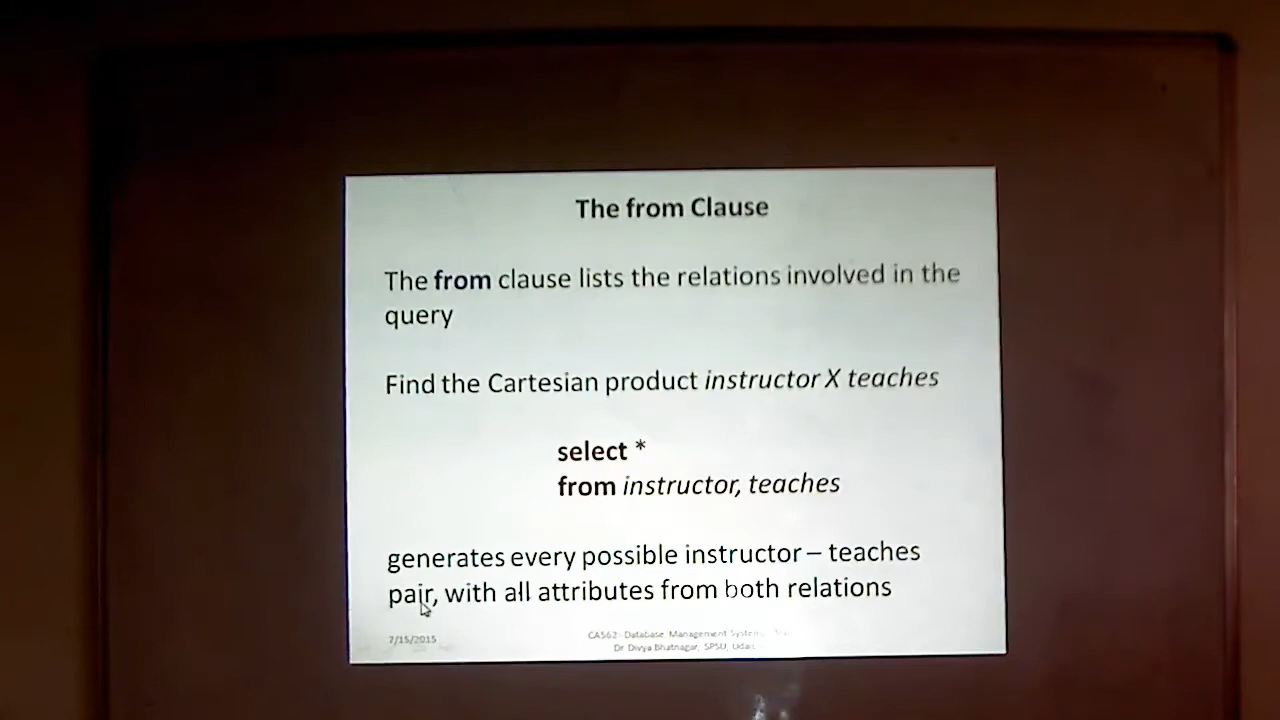 The from Clause
The from clause lists the relations involved in the
query
Find the Cartesian product instructor X teaches
select *
from instructor, teaches
generates every possible instructor – teaches
pair, with all attributes from both relations
7/15/2015
CA562- Database Management System
Dr Divya Bhatnagar, SPSU,